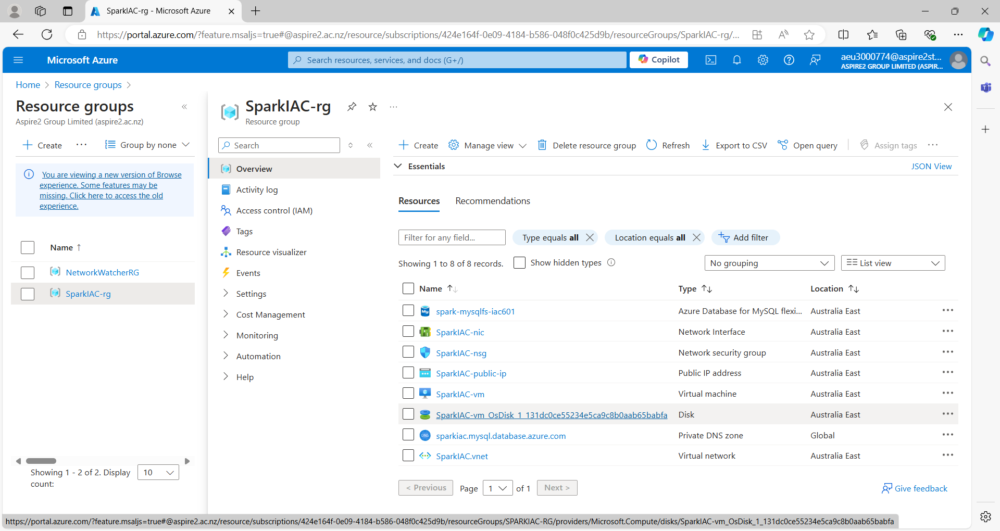 SparkIAC-rg - Microsoft Azure
https://portal.azure.com/?feature.msaljs=true#@aspire2.ac.nz/resource/subscriptions/424e164f-0e09-4184-b586-048f0c425d9b/resourceGroups/SparkIAC-rg/...
Microsoft Azure
Search resources, services, and docs (G+/)
Copilot
aeu3000774@aspire2st...
ASPIRE2 GROUP LIMITED (ASPIR...
Home
Resource groups
Resource groups
Aspire2 Group Limited (aspire2.ac.nz)
Create
Group by none
You are viewing a new version of Browse
experience. Some features may be
missing. Click here to access the old
experience.
Name ↑
NetworkWatcherRG
SparkIAC-rg
Showing 1 - 2 of 2. Display
count:
10
SparkIAC-rg
Resource group
Search
Overview
Activity log
Access control (IAM)
Tags
Resource visualizer
Events
Settings
Cost Management
Monitoring
Automation
Help
Create
Manage view
Delete resource group
Refresh
Export to CSV
Open query
Assign tags
Essentials
JSON View
Resources
Recommendations
Filter for any field...
Type equals all
Location equals all
Add filter
Showing 1 to 8 of 8 records.
Show hidden types
No grouping
List view
Name ↑↓ Type ↑↓ Location ↑↓
spark-mysqlfs-iac601 Azure Database for MySQL flexi... Australia East
SparkIAC-nic Network Interface Australia East
SparkIAC-nsg Network security group Australia East
SparkIAC-public-ip Public IP address Australia East
SparkIAC-vm Virtual machine Australia East
SparkIAC-vm_OsDisk_1_131dc0ce55234e5ca9c8b0aab65babfa Disk Australia East
DNS sparkiac.mysql.database.azure.com Private DNS zone Global
SparkIAC.vnet Virtual network Australia East
< Previous
Page
1
of 1
Next >
Give feedback
https://portal.azure.com/?feature.msaljs=true#@aspire2.ac.nz/resource/subscriptions/424e164f-0e09-4184-b586-048f0c425d9b/resourceGroups/SPARKIAC-RG/providers/Microsoft.Compute/disks/SparkIAC-vm_OsDisk_1_131dc0ce55234e5ca9c8b0aab65babfa